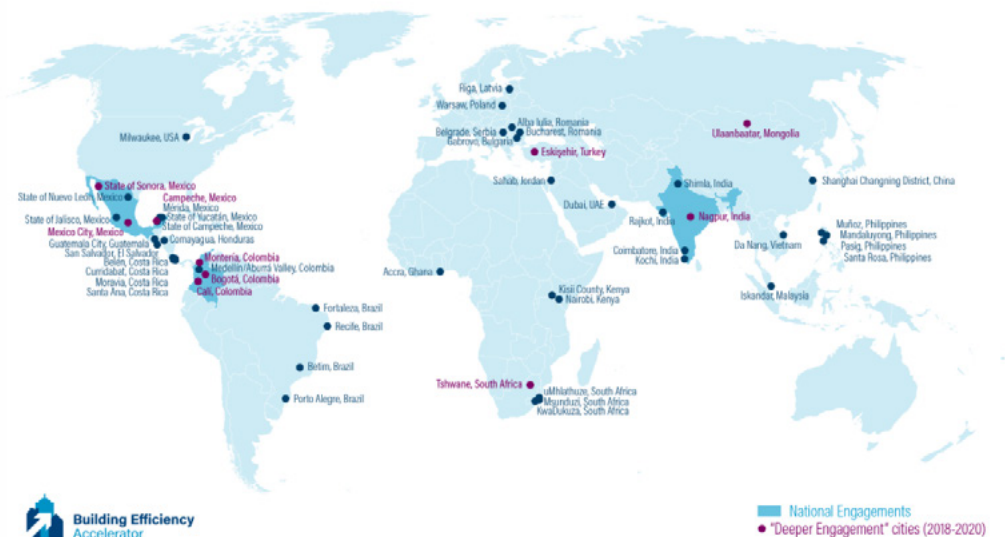 Riga, Latvia
Warsaw, Poland
Alba Iulia, Romania
Belgrade, Serbia
Bucharest, Romania
Gabrovo, Bulgaria
Milwaukee, USA
Ulaanbaatar, Mongolia
Eskişehir, Turkey
State of Sonora, Mexico
State of Nuevo León, Mexico
Campeche, Mexico
Mérida, Mexico
State of Jalisco, Mexico
State of Yucatán, Mexico
State of Campeche, Mexico
Mexico City, Mexico
Guatemala City, Guatemala
Comayagua, Honduras
San Salvador, El Salvador
Belén, Costa Rica
Curridabat, Costa Rica
Moravia, Costa Rica
Santa Ana, Costa Rica
Montería, Colombia
Medellín/Aburrá Valley, Colombia
Bogotá, Colombia
Cali, Colombia
Sahab, Jordan
Dubai, UAE
Shimla, India
Rajkot, India
Nagpur, India
Coimbatore, India
Kochi, India
Shanghai Changning District, China
Da Nang, Vietnam
Muñoz, Philippines
Mandaluyong, Philippines
Pasig, Philippines
Santa Rosa, Philippines
Iskandar, Malaysia
Accra, Ghana
Kisii County, Kenya
Nairobi, Kenya
Fortaleza, Brazil
Recife, Brazil
Betim, Brazil
Porto Alegre, Brazil
Tshwane, South Africa
uMhlathuze, South Africa
Msunduzi, South Africa
KwaDukuza, South Africa
Building Efficiency
Accelerator
National Engagements
"Deeper Engagement" cities (2018-2020)